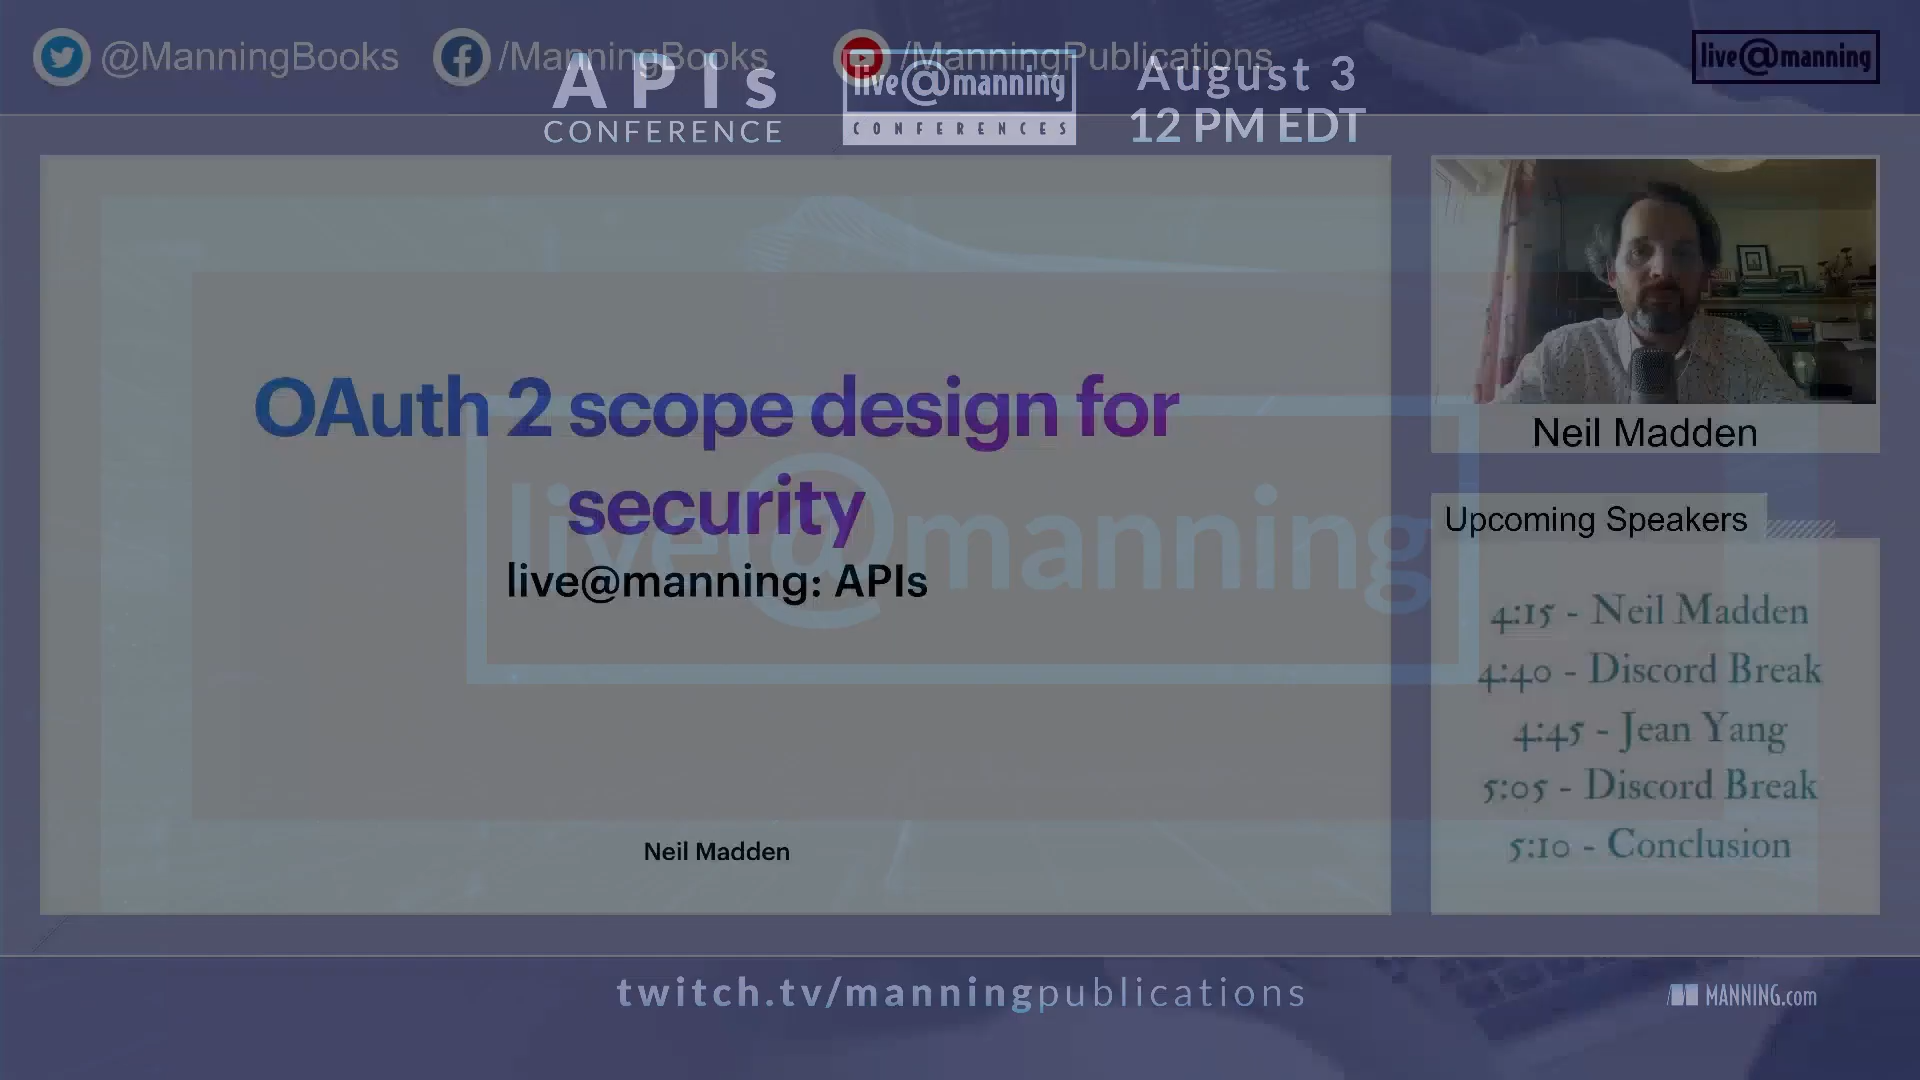 @ManningBooks
/ManningBooks
/ManningPublications
live@manning
APIs
CONFERENCE
live@manning
CONFERENCES
August 3
12 PM EDT
OAuth 2 scope design for
security
live@manning: APIs
live@manning
Neil Madden
Neil Madden
Upcoming Speakers
4:15 - Neil Madden
4:40 - Discord Break
4:45 - Jean Yang
5:05 - Discord Break
5:10 - Conclusion
twitch.tv/manningpublications
MANNING.com